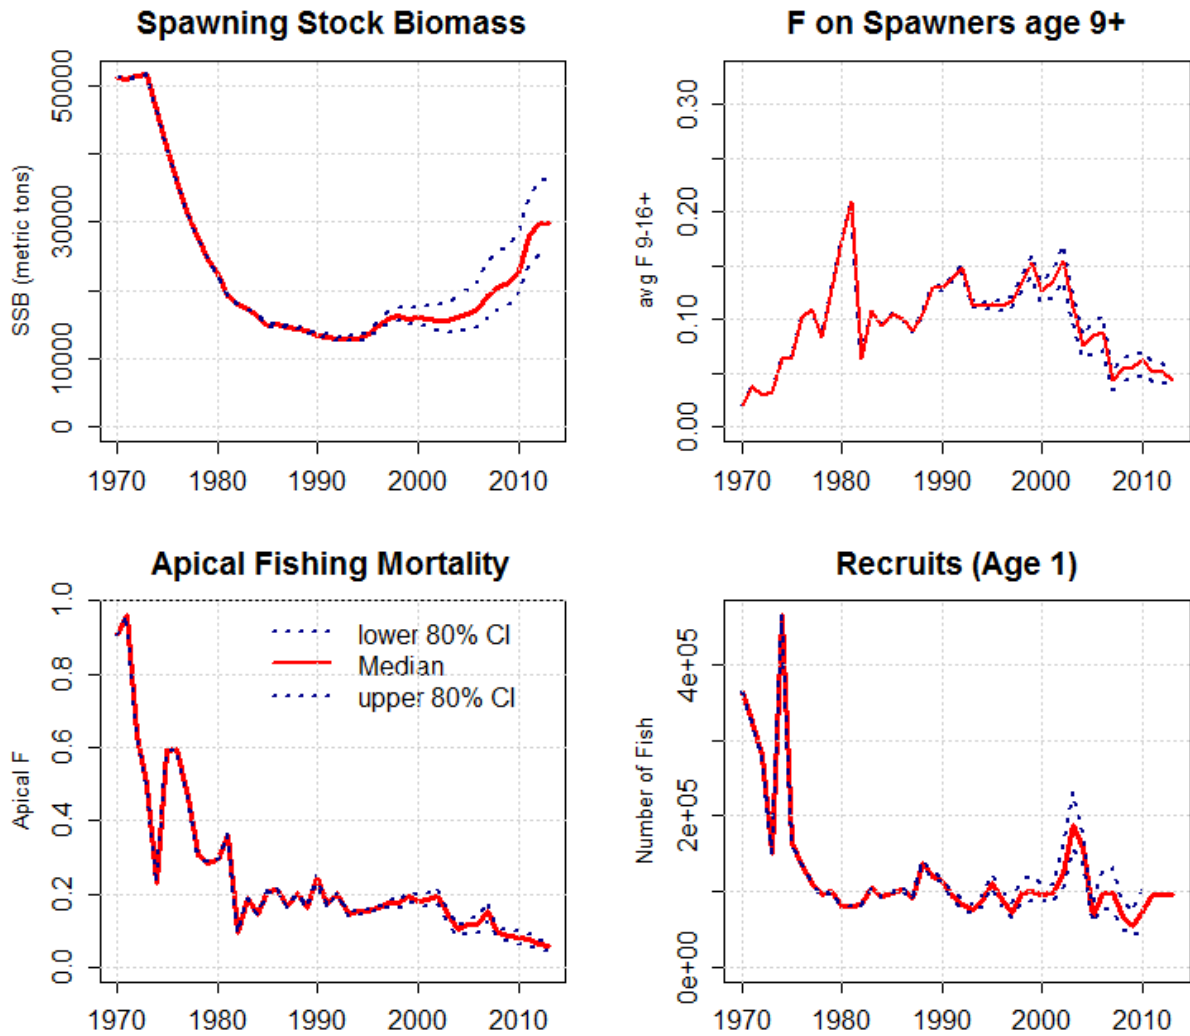 Spawning Stock Biomass
SSB (metric tons)
50000
30000
10000
0
1970 1980 1990 2000 2010
F on Spawners age 9+
avg F 9-16+
0.30
0.20
0.10
0.00
1970 1980 1990 2000 2010
Apical Fishing Mortality
Apical F
1.0
0.8
0.6
0.4
0.2
0.0
lower 80% CI
Median
upper 80% CI
1970 1980 1990 2000 2010
Recruits (Age 1)
Number of Fish
4e+05
2e+05
0e+00
1970 1980 1990 2000 2010